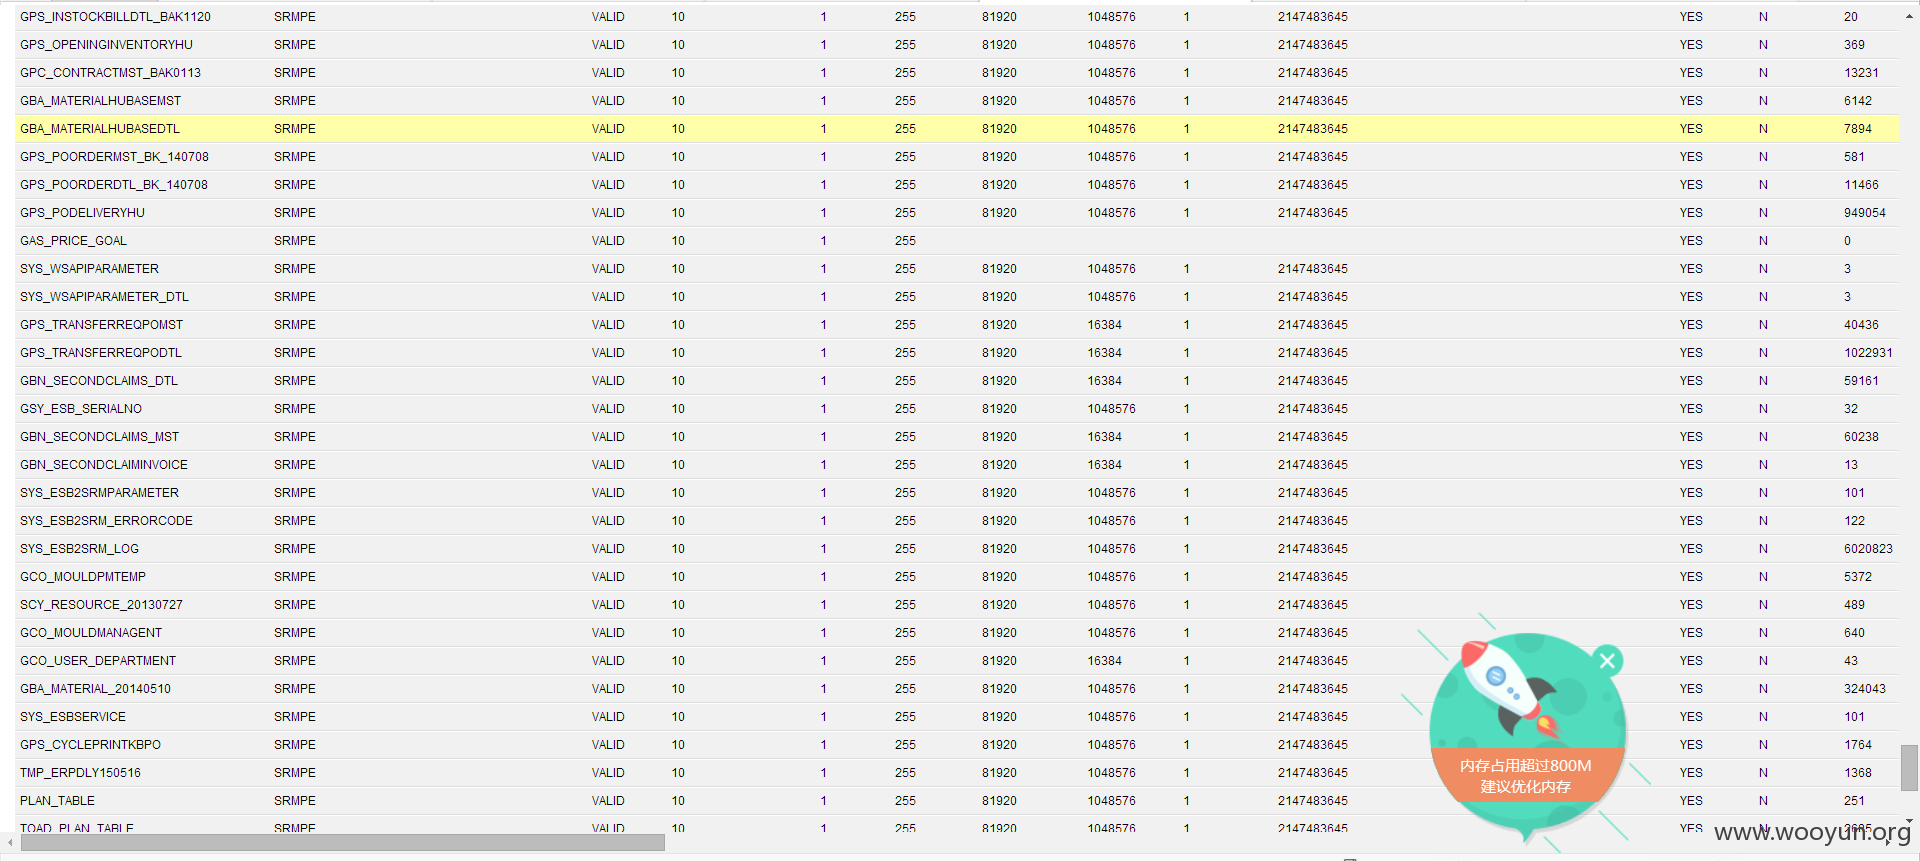 GPS_INSTOCKBILLDTL_BAK1120 SRMPE VALID 10 1 255 81920 1048576 1 2147483645 YES N 20
GPS_OPENINGINVENTORYHU SRMPE VALID 10 1 255 81920 1048576 1 2147483645 YES N 369
GPC_CONTRACTMST_BAK0113 SRMPE VALID 10 1 255 81920 1048576 1 2147483645 YES N 13231
GBA_MATERIALHUBASEMST SRMPE VALID 10 1 255 81920 1048576 1 2147483645 YES N 6142
GBA_MATERIALHUBASEDTL SRMPE VALID 10 1 255 81920 1048576 1 2147483645 YES N 7894
GPS_POORDERMST_BK_140708 SRMPE VALID 10 1 255 81920 1048576 1 2147483645 YES N 581
GPS_POORDERDTL_BK_140708 SRMPE VALID 10 1 255 81920 1048576 1 2147483645 YES N 11466
GPS_PODELIVERYHU SRMPE VALID 10 1 255 81920 1048576 1 2147483645 YES N 949054
GAS_PRICE_GOAL SRMPE VALID 10 1 255 YES N 0
SYS_WSAPIPARAMETER SRMPE VALID 10 1 255 81920 1048576 1 2147483645 YES N 3
SYS_WSAPIPARAMETER_DTL SRMPE VALID 10 1 255 81920 1048576 1 2147483645 YES N 3
GPS_TRANSFERREQPOMST SRMPE VALID 10 1 255 81920 16384 1 2147483645 YES N 40436
GPS_TRANSFERREQPODTL SRMPE VALID 10 1 255 81920 16384 1 2147483645 YES N 1022931
GBN_SECONDCLAIMS_DTL SRMPE VALID 10 1 255 81920 16384 1 2147483645 YES N 59161
GSY_ESB_SERIALNO SRMPE VALID 10 1 255 81920 1048576 1 2147483645 YES N 32
GBN_SECONDCLAIMS_MST SRMPE VALID 10 1 255 81920 16384 1 2147483645 YES N 60238
GBN_SECONDCLAIMINVOICE SRMPE VALID 10 1 255 81920 16384 1 2147483645 YES N 13
SYS_ESB2SRMPARAMETER SRMPE VALID 10 1 255 81920 1048576 1 2147483645 YES N 101
SYS_ESB2SRM_ERRORCODE SRMPE VALID 10 1 255 81920 1048576 1 2147483645 YES N 122
SYS_ESB2SRM_LOG SRMPE VALID 10 1 255 81920 1048576 1 2147483645 YES N 6020823
GCO_MOULDPMTEMP SRMPE VALID 10 1 255 81920 1048576 1 2147483645 YES N 5372
SCY_RESOURCE_20130727 SRMPE VALID 10 1 255 81920 1048576 1 2147483645 YES N 489
GCO_MOULDMANAGENT SRMPE VALID 10 1 255 81920 1048576 1 2147483645 YES N 640
GCO_USER_DEPARTMENT SRMPE VALID 10 1 255 81920 16384 1 2147483645 YES N 43
GBA_MATERIAL_20140510 SRMPE VALID 10 1 255 81920 1048576 1 2147483645 YES N 324043
SYS_ESBSERVICE SRMPE VALID 10 1 255 81920 1048576 1 2147483645 YES N 101
GPS_CYCLEPRINTKBPO SRMPE VALID 10 1 255 81920 1048576 1 2147483645 YES N 1764
TMP_ERPDLY150516 SRMPE VALID 10 1 255 81920 1048576 1 2147483645 YES N 1368
PLAN_TABLE SRMPE VALID 10 1 255 81920 1048576 1 2147483645 YES N 251
TOAD_PLAN_TABLE SRMPE VALID 10 1 255 81920 1048576 1 2147483645 YES N
内存占用超过800M
建议优化内存
www.wooyun.org